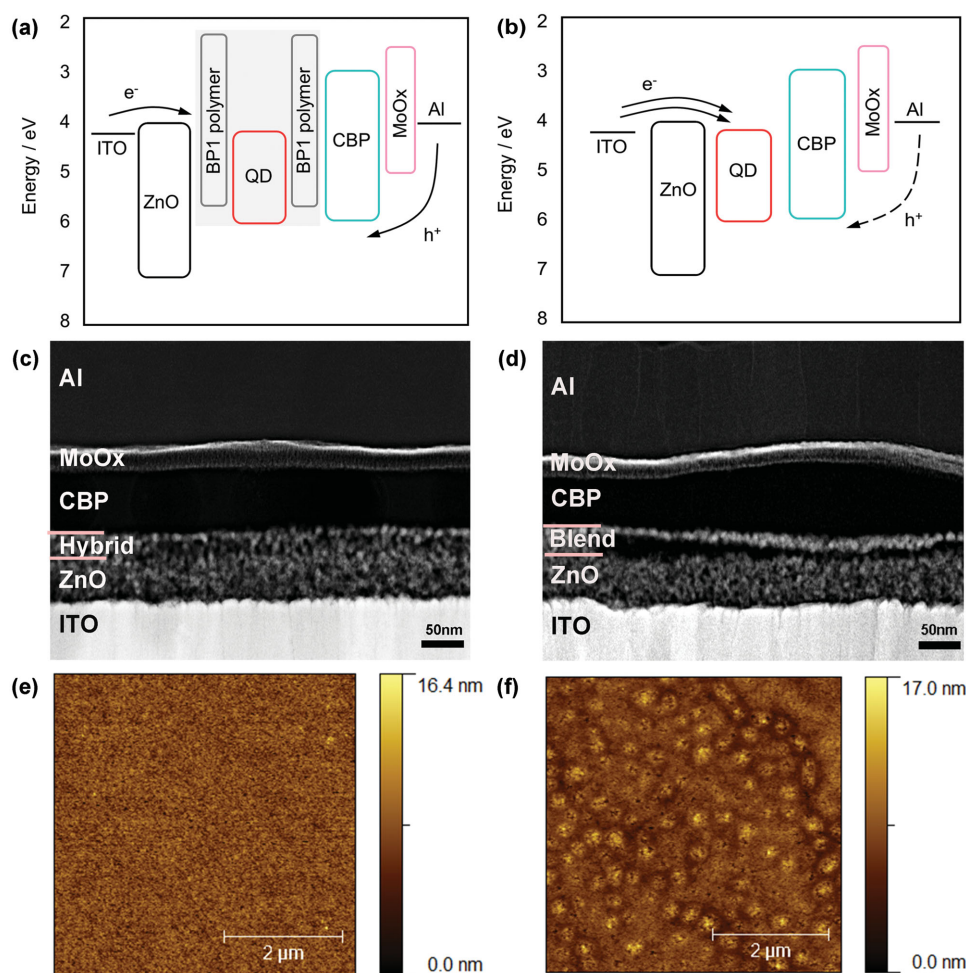 (a)
2
3
4
5
6
7
8
Energy / eV
e-
ITO
ZnO
BP1 polymer
QD
BP1 polymer
CBP
MoOx
Al
h+
(b)
2
3
4
5
6
7
8
Energy / eV
e-
ITO
ZnO
QD
CBP
MoOx
Al
h+
(c)
Al
MoOx
CBP
Hybrid
ZnO
ITO
50nm
(d)
Al
MoOx
CBP
Blend
ZnO
ITO
50nm
(e)
2 µm
16.4 nm
0.0 nm
(f)
2 µm
17.0 nm
0.0 nm